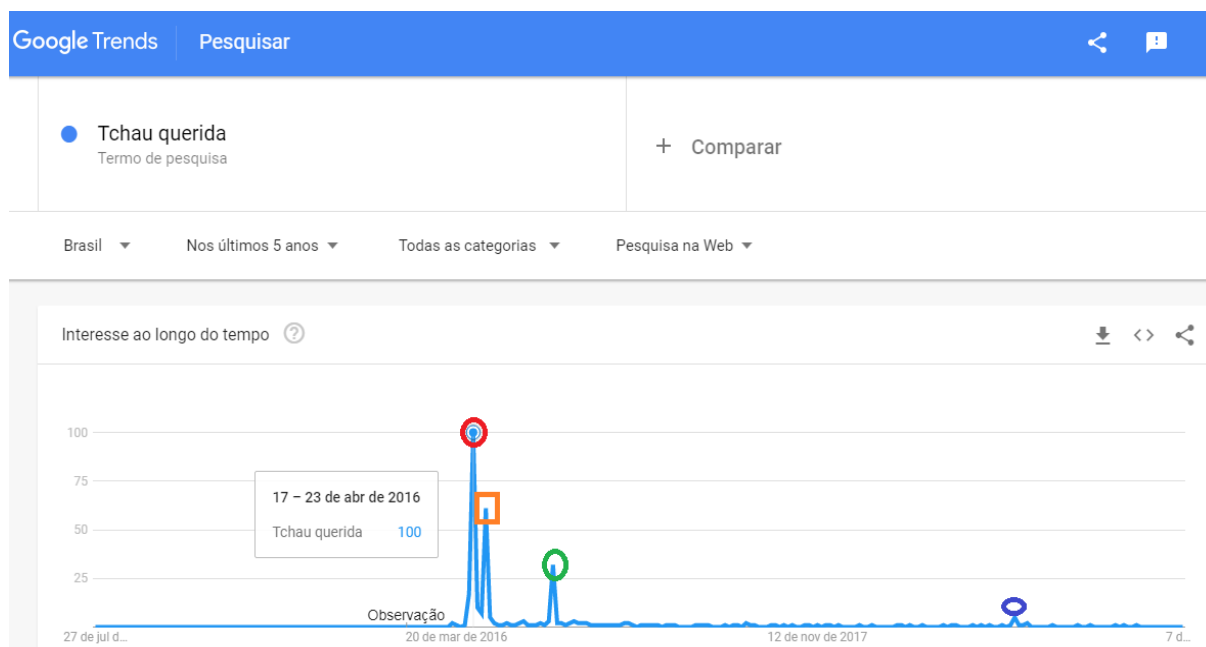 Google Trends Pesquisar
Tchau querida
Termo de pesquisa
+ Comparar
Brasil Nos últimos 5 anos Todas as categorias Pesquisa na Web
Interesse ao longo do tempo ?
100
75
50
25
17 – 23 de abr de 2016
Tchau querida 100
Observação
27 de jul d... 20 de mar de 2016 12 de nov de 2017 7 d...